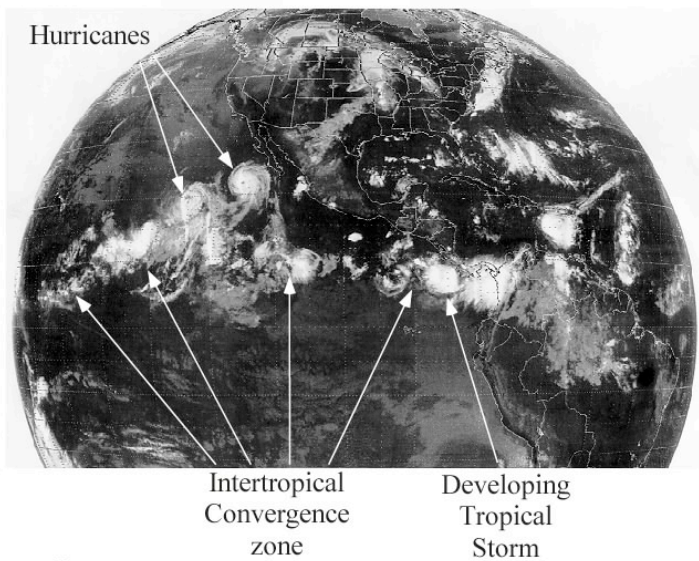 Hurricanes
Intertropical
Convergence
zone
Developing
Tropical
Storm